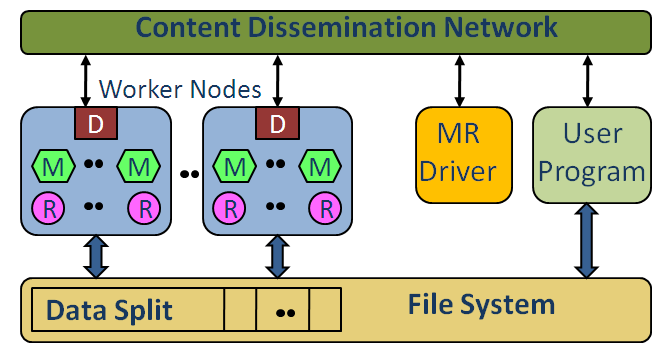 Content Dissemination Network
Worker Nodes
D
M •• M
R •• R
••
D
M •• M
R •• R
MR
Driver
User
Program
Data Split
••
File System